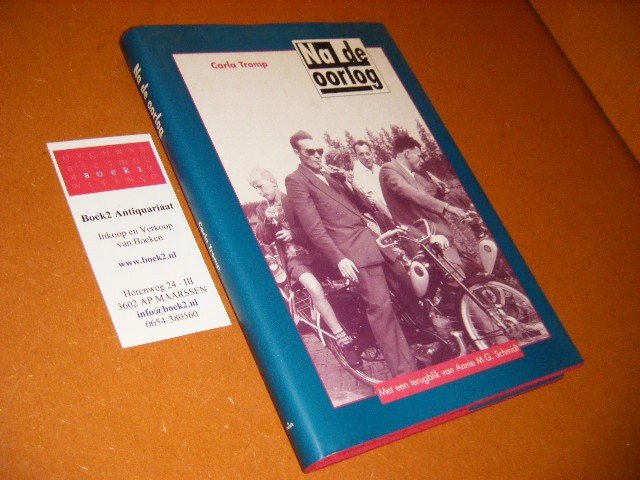 Carla Tromp
Na de
oorlog
Met een terugblik van Annie M.G. Schmidt
Na de oorlog
Carla Tromp
BOEK2
Boek2 Antiquariaat
Inkoop en Verkoop
van Boeken
www.boek2.nl
Herenweg 24 - III
3602 AP MAARSSEN
info@boek2.nl
0654-380560